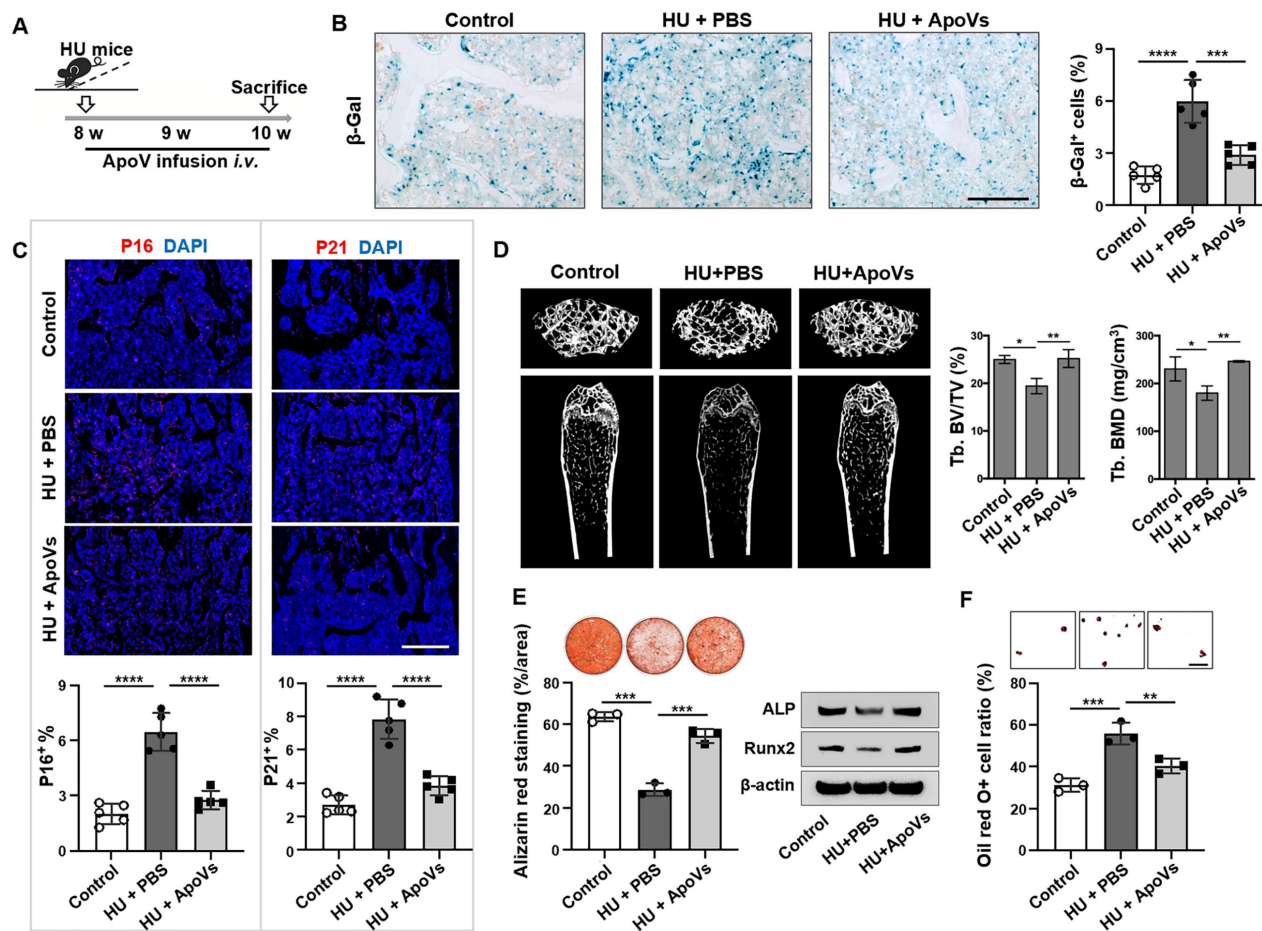 A
HU mice
Sacrifice
8 w
9 w
10 w
ApoV infusion i.v.
B
Control
HU + PBS
HU + ApoVs
β-Gal
β-Gal⁺ cells (%)
9
6
3
0
****
***
Control
HU + PBS
HU + ApoVs
C
P16 DAPI
P21 DAPI
Control
HU + PBS
HU + ApoVs
P16⁺ %
9
6
3
0
****
****
Control
HU + PBS
HU + ApoVs
P21⁺ %
10
8
6
4
2
0
****
****
Control
HU + PBS
HU + ApoVs
D
Control
HU+PBS
HU+ApoVs
Tb. BV/TV (%)
40
30
20
10
0
*
**
Control
HU + PBS
HU + ApoVs
Tb. BMD (mg/cm³)
300
200
100
0
*
**
Control
HU + PBS
HU + ApoVs
E
Alizarin red staining (%/area)
80
60
40
20
0
***
***
Control
HU + PBS
HU + ApoVs
ALP
Runx2
β-actin
Control
HU+PBS
HU+ApoVs
F
Oil red O+ cell ratio (%)
80
60
40
20
0
***
**
Control
HU + PBS
HU + ApoVs